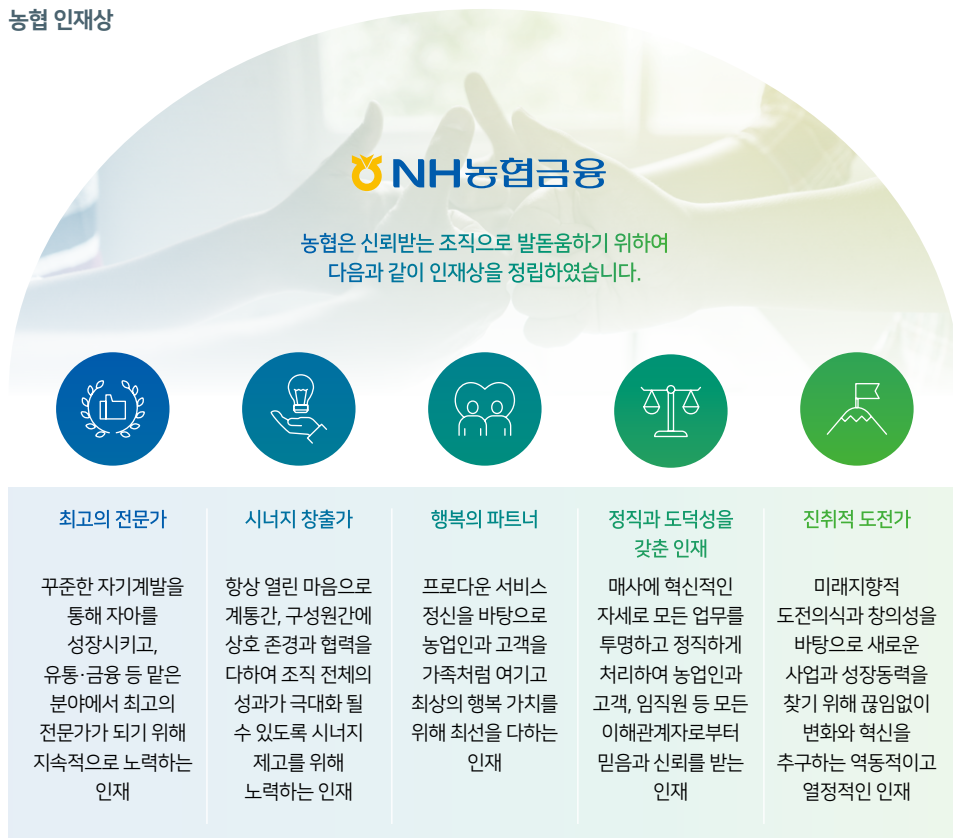 농협 인재상
NH농협금융
농협은 신뢰받는 조직으로 발돋움하기 위하여
다음과 같이 인재상을 정립하였습니다.
최고의 전문가
꾸준한 자기계발을
통해 자아를
성장시키고,
유통·금융 등 맡은
분야에서 최고의
전문가가 되기 위해
지속적으로 노력하는
인재
시너지 창출가
항상 열린 마음으로
계통간, 구성원간에
상호 존경과 협력을
다하여 조직 전체의
성과가 극대화 될
수 있도록 시너지
제고를 위해
노력하는 인재
행복의 파트너
프로다운 서비스
정신을 바탕으로
농업인과 고객을
가족처럼 여기고
최상의 행복 가치를
위해 최선을 다하는
인재
정직과 도덕성을
갖춘 인재
매사에 혁신적인
자세로 모든 업무를
투명하고 정직하게
처리하여 농업인과
고객, 임직원 등 모든
이해관계자로부터
믿음과 신뢰를 받는
인재
진취적 도전가
미래지향적
도전의식과 창의성을
바탕으로 새로운
사업과 성장동력을
찾기 위해 끊임없이
변화와 혁신을
추구하는 역동적이고
열정적인 인재